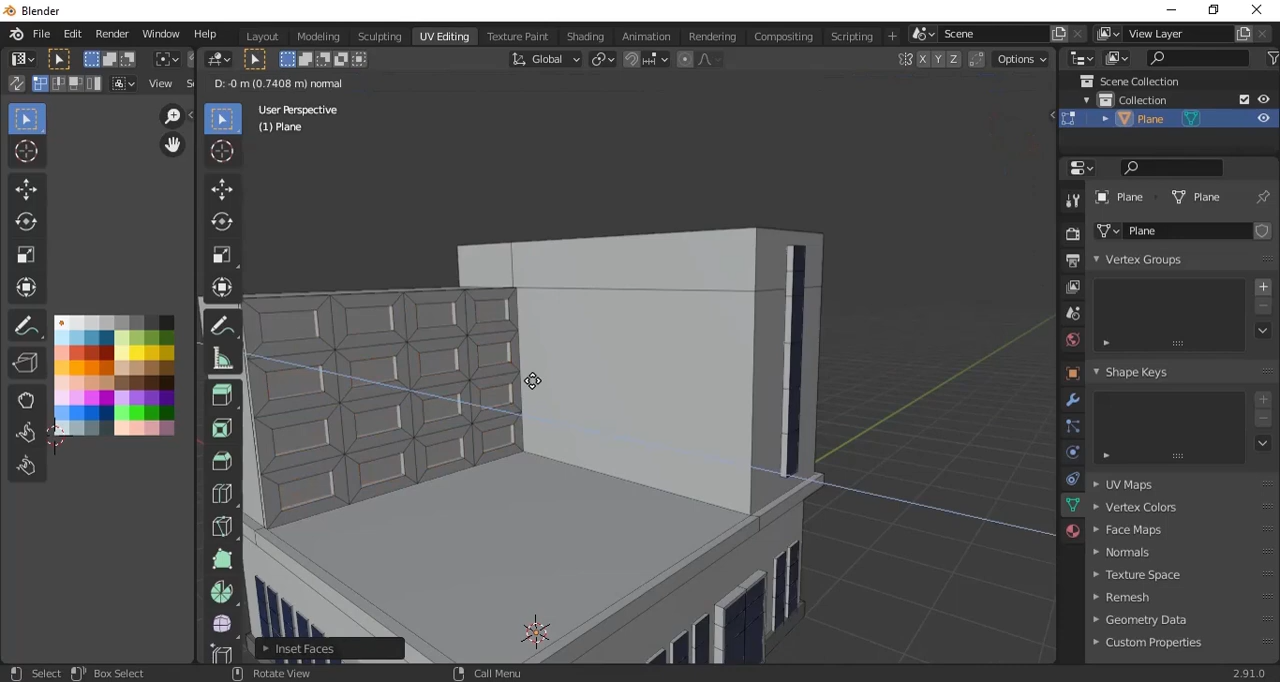 Blender
File Edit Render Window Help
Layout Modeling Sculpting UV Editing Texture Paint Shading Animation Rendering Compositing Scripting +
Scene
View Layer
Global
X Y Z
Options
View
D: -0 m (0.7408 m) normal
User Perspective
(1) Plane
Scene Collection
Collection
Plane
Plane
Plane
Plane
Vertex Groups
Shape Keys
UV Maps
Vertex Colors
Face Maps
Normals
Texture Space
Remesh
Geometry Data
Custom Properties
Inset Faces
Select
Box Select
Rotate View
Call Menu
2.91.0